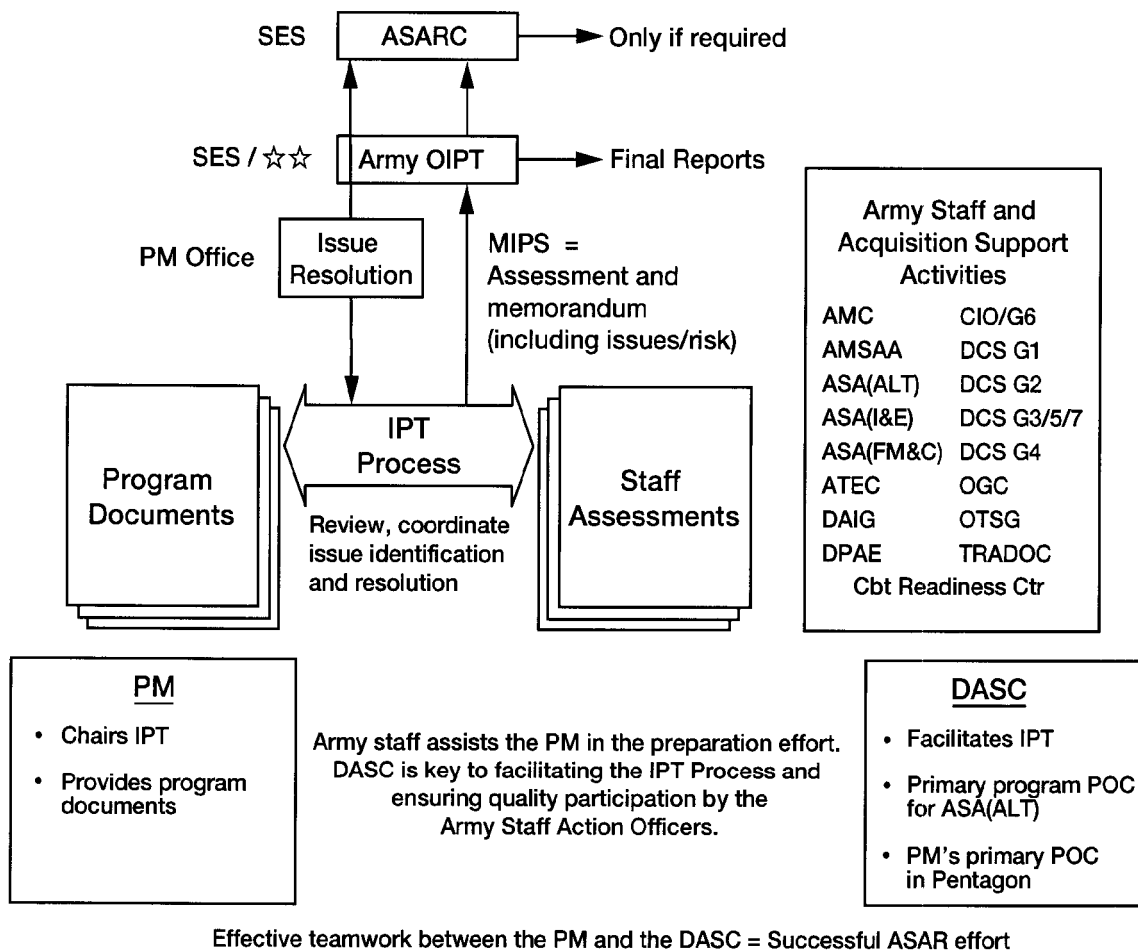 SES
ASARC
Only if required
SES / ☆☆
Army OIPT
Final Reports
PM Office
Issue
Resolution
MIPS =
Assessment and
memorandum
(including issues/risk)
Army Staff and
Acquisition Support
Activities
AMC CIO/G6
AMSAA DCS G1
ASA(ALT) DCS G2
ASA(I&E) DCS G3/5/7
ASA(FM&C) DCS G4
ATEC OGC
DAIG OTSG
DPAE TRADOC
Cbt Readiness Ctr
Program
Documents
IPT
Process
Staff
Assessments
Review, coordinate
issue identification
and resolution
PM
• Chairs IPT
• Provides program
documents
Army staff assists the PM in the preparation effort.
DASC is key to facilitating the IPT Process and
ensuring quality participation by the
Army Staff Action Officers.
DASC
• Facilitates IPT
• Primary program POC
for ASA(ALT)
• PM's primary POC
in Pentagon
Effective teamwork between the PM and the DASC = Successful ASAR effort